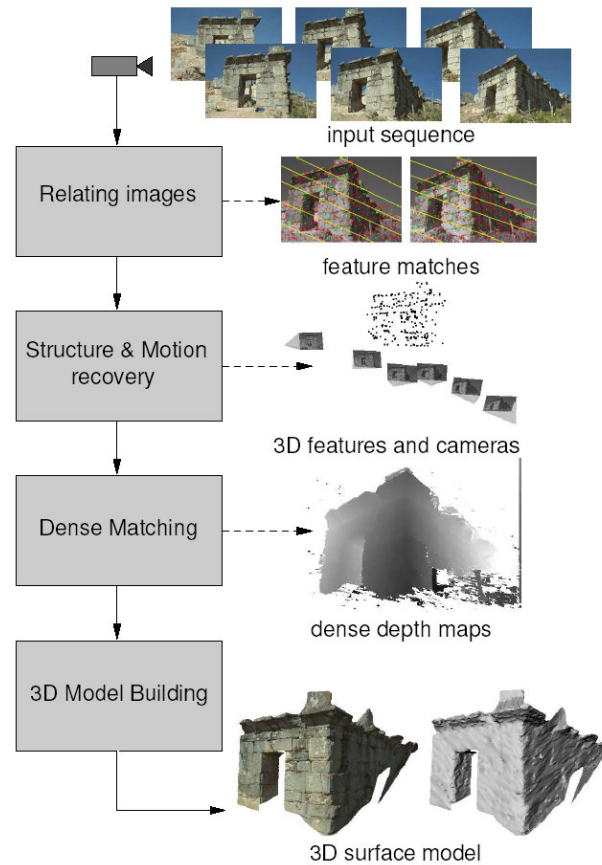 input sequence
Relating images
feature matches
Structure & Motion
recovery
3D features and cameras
Dense Matching
dense depth maps
3D Model Building
3D surface model